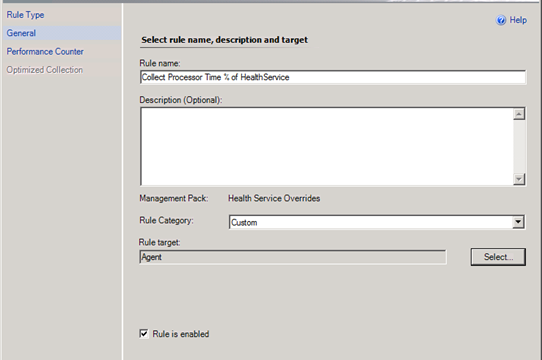 Rule Type
Help
General
Select rule name, description and target
Performance Counter
Rule name:
Optimized Collection
Collect Processor Time % of HealthService
Description (Optional):
Management Pack: Health Service Overrides
Rule Category: Custom
Rule target:
Agent Select...
Rule is enabled